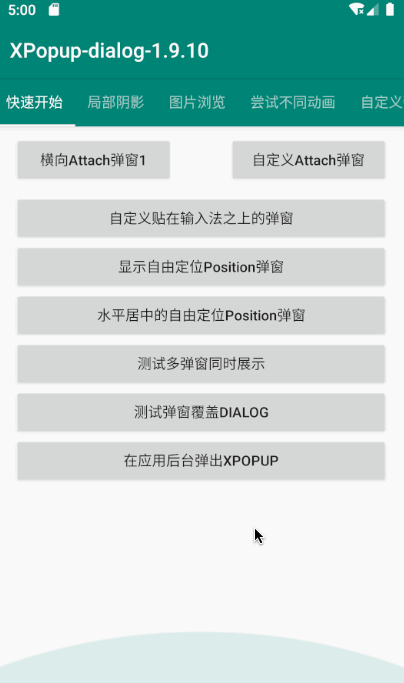 5:00
XPopup-dialog-1.9.10
快速开始 局部阴影 图片浏览 尝试不同动画 自定义
横向Attach弹窗1 自定义Attach弹窗
自定义贴在输入法之上的弹窗
显示自由定位Position弹窗
水平居中的自由定位Position弹窗
测试多弹窗同时展示
测试弹窗覆盖DIALOG
在应用后台弹出XPOPUP